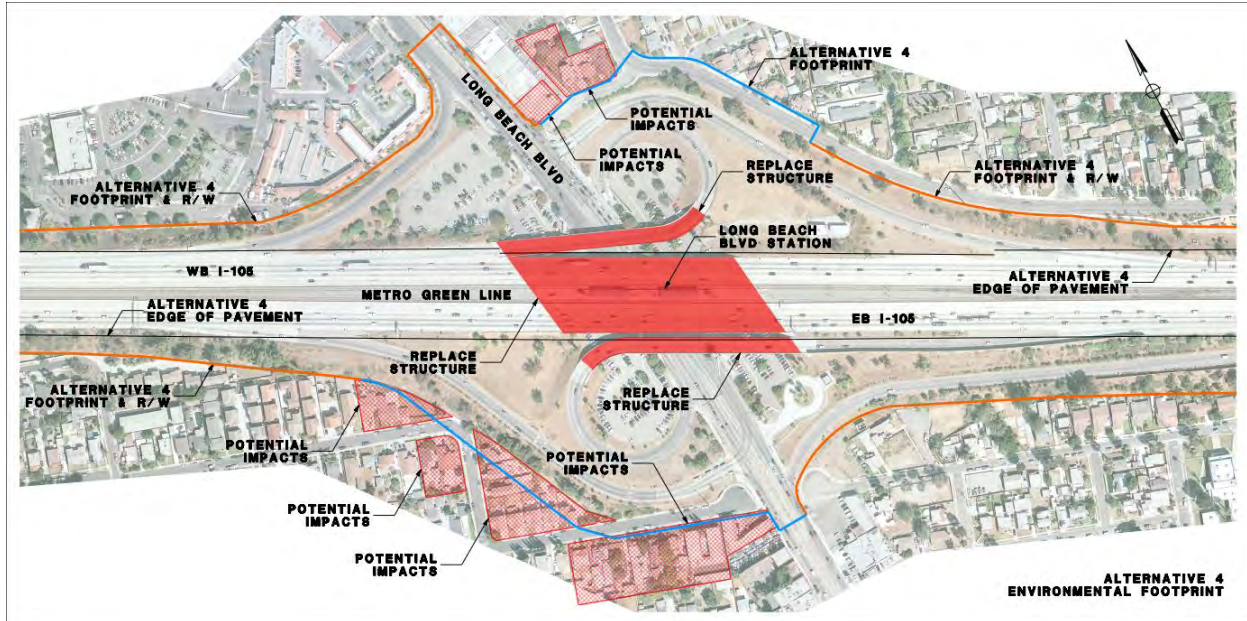 ALTERNATIVE 4
FOOTPRINT
LONG BEACH BLVD
POTENTIAL
IMPACTS
POTENTIAL
IMPACTS
REPLACE
STRUCTURE
ALTERNATIVE 4
FOOTPRINT & R/W
ALTERNATIVE 4
FOOTPRINT & R/W
LONG BEACH
BLVD STATION
WB I-105
ALTERNATIVE 4
EDGE OF PAVEMENT
METRO GREEN LINE
ALTERNATIVE 4
EDGE OF PAVEMENT
EB I-105
REPLACE
STRUCTURE
ALTERNATIVE 4
FOOTPRINT & R/W
REPLACE
STRUCTURE
POTENTIAL
IMPACTS
POTENTIAL
IMPACTS
POTENTIAL
IMPACTS
POTENTIAL
IMPACTS
ALTERNATIVE 4
ENVIRONMENTAL FOOTPRINT